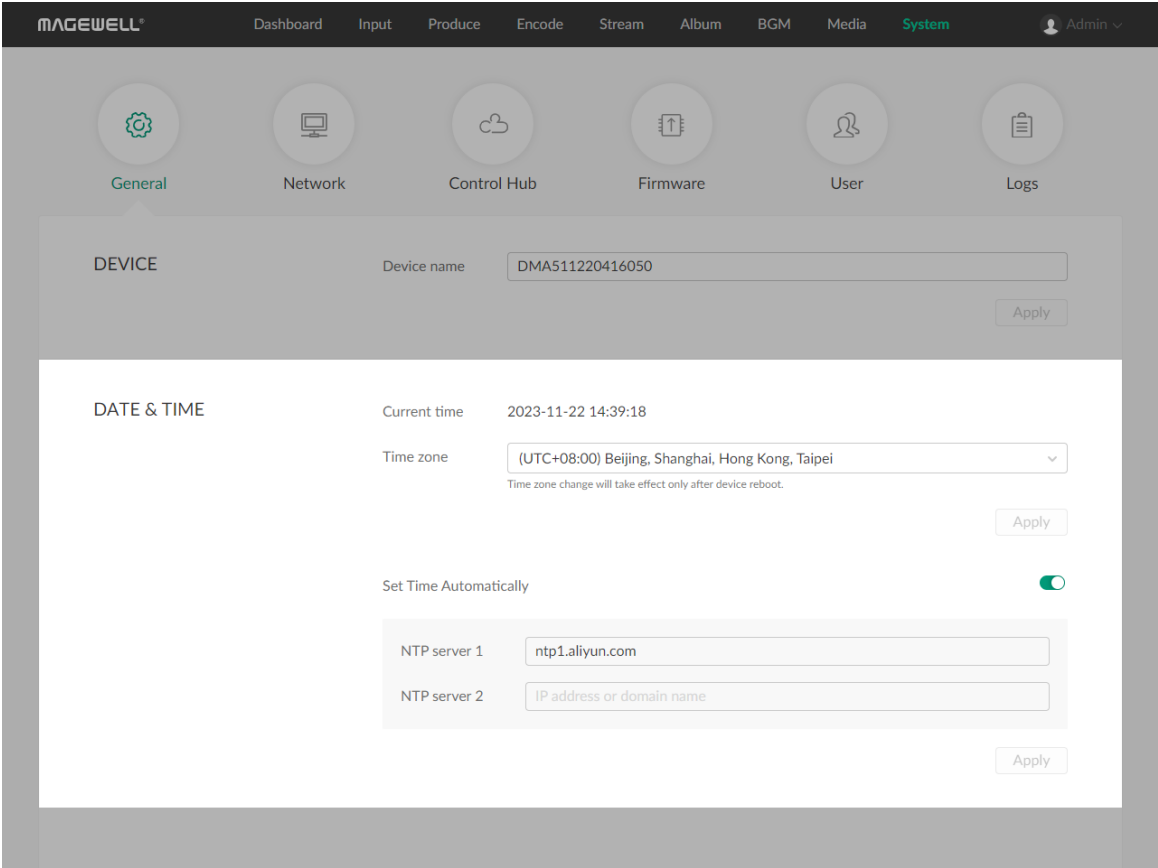 MAGEWELL® Dashboard Input Produce Encode Stream Album BGM Media System Admin
General Network Control Hub Firmware User Logs
DEVICE Device name DMA511220416050
Apply
DATE & TIME Current time 2023-11-22 14:39:18
Time zone (UTC+08:00) Beijing, Shanghai, Hong Kong, Taipei
Time zone change will take effect only after device reboot.
Apply
Set Time Automatically
NTP server 1 ntp1.aliyun.com
NTP server 2 IP address or domain name
Apply